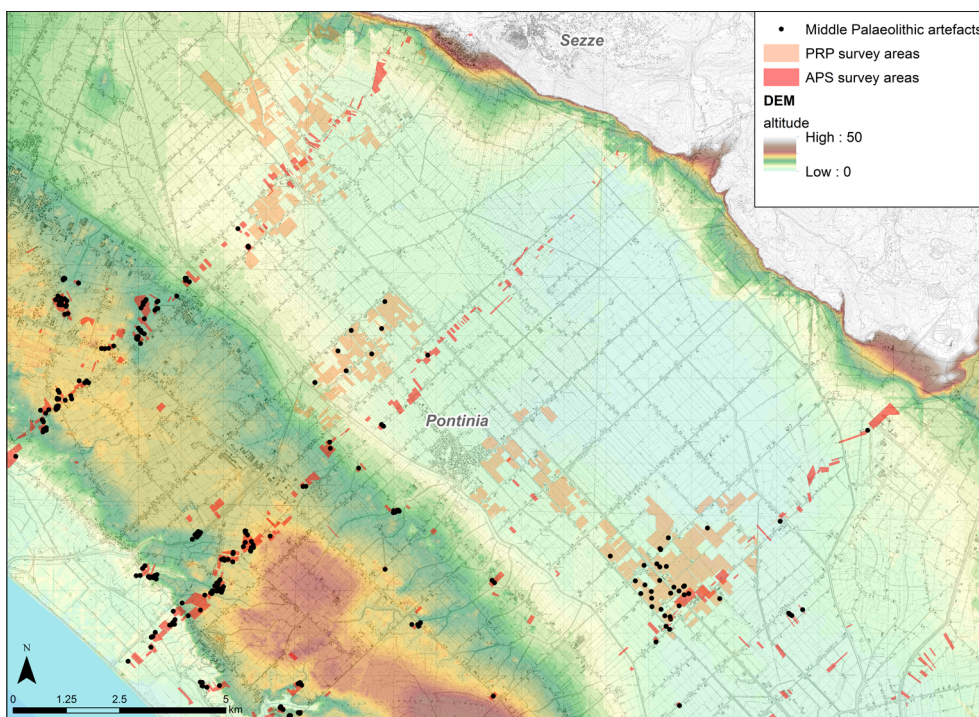 Sezze
Middle Palaeolithic artefacts
PRP survey areas
APS survey areas
DEM
altitude
High : 50
Low : 0
Pontinia
N
0 1.25 2.5 5
km